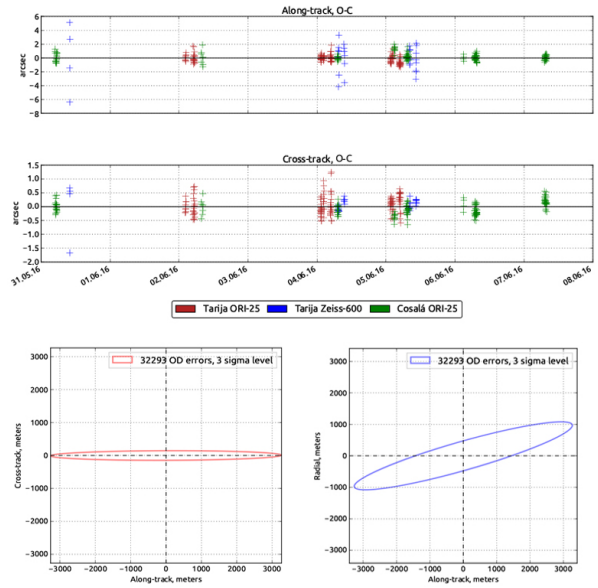 Along-track, O-C
6
4
2
0
−2
−4
−6
−8
arcsec
Cross-track, O-C
1.5
1.0
0.5
0.0
−0.5
−1.0
−1.5
−2.0
arcsec
31.05.16 01.06.16 02.06.16 03.06.16 04.06.16 05.06.16 06.06.16 07.06.16 08.06.16
Tarija ORI-25 Tarija Zeiss-600 Cosalá ORI-25
32293 OD errors, 3 sigma level
3000
2000
1000
0
−1000
−2000
−3000
Cross-track, meters
−3000 −2000 −1000 0 1000 2000 3000
Along-track, meters
32293 OD errors, 3 sigma level
3000
2000
1000
0
−1000
−2000
−3000
Radial, meters
−3000 −2000 −1000 0 1000 2000 3000
Along-track, meters